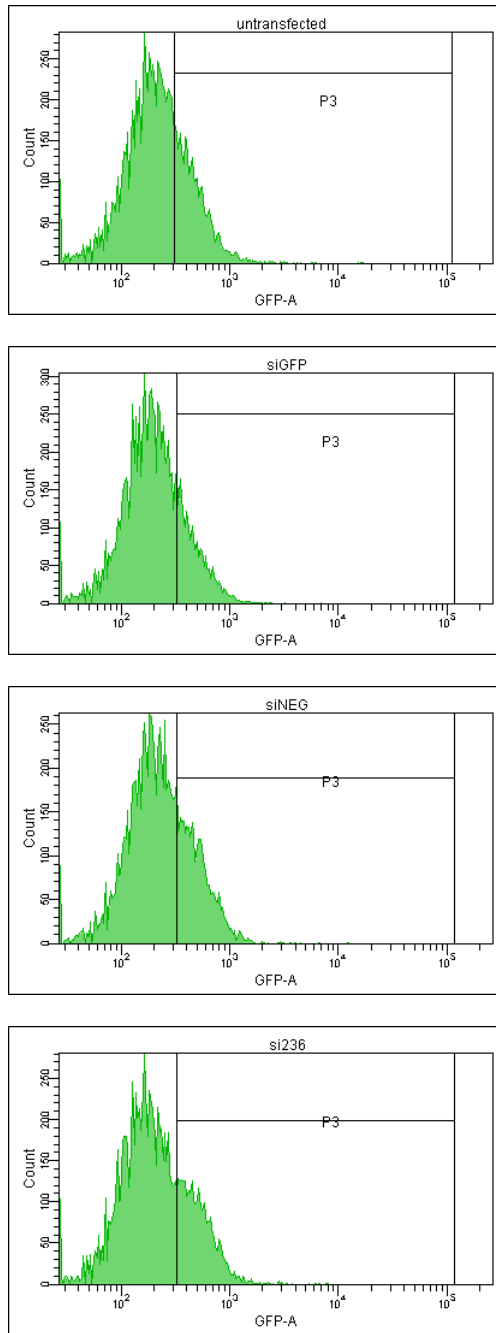 untransfected
Count
0 50 100 150 200 250
P3
10² 10³ 10⁴ 10⁵
GFP-A
siGFP
Count
0 50 100 150 200 250 300
P3
10² 10³ 10⁴ 10⁵
GFP-A
siNEG
Count
0 50 100 150 200 250
P3
10² 10³ 10⁴ 10⁵
GFP-A
si236
Count
0 50 100 150 200 250
P3
10² 10³ 10⁴ 10⁵
GFP-A